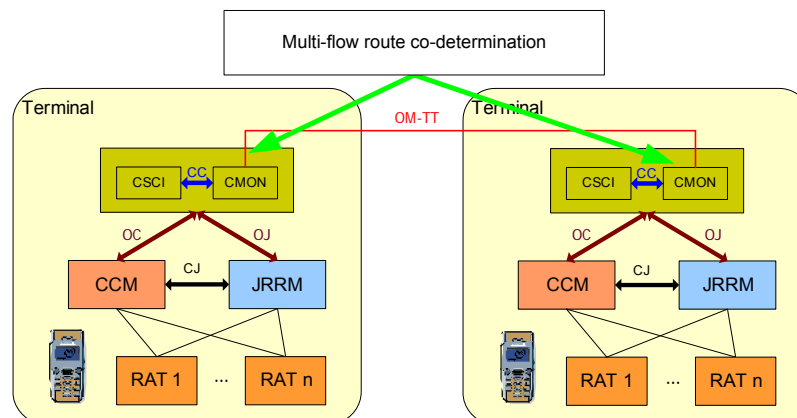 Multi-flow route co-determination
Terminal
Terminal
OM-TT
CSCI
CC
CMON
CSCI
CC
CMON
OC
OJ
OC
OJ
CCM
CJ
JRRM
CCM
CJ
JRRM
RAT 1
...
RAT n
RAT 1
...
RAT n